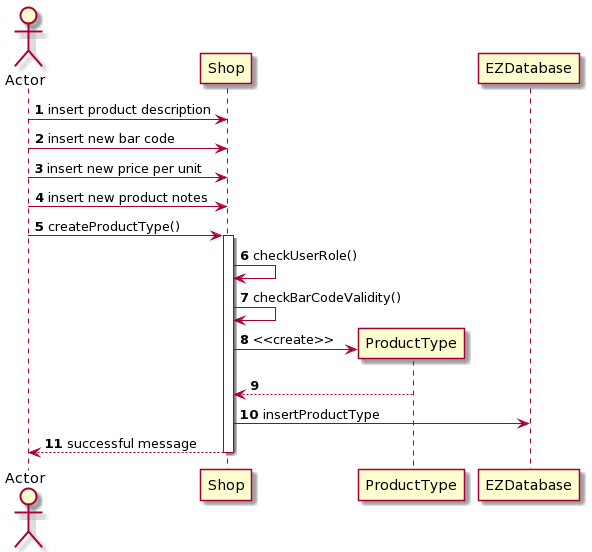 Actor
Shop
EZDatabase
1 insert product description
2 insert new bar code
3 insert new price per unit
4 insert new product notes
5 createProductType()
6 checkUserRole()
7 checkBarCodeValidity()
8 <<create>>
ProductType
9
10 insertProductType
11 successful message
Actor
Shop
ProductType
EZDatabase